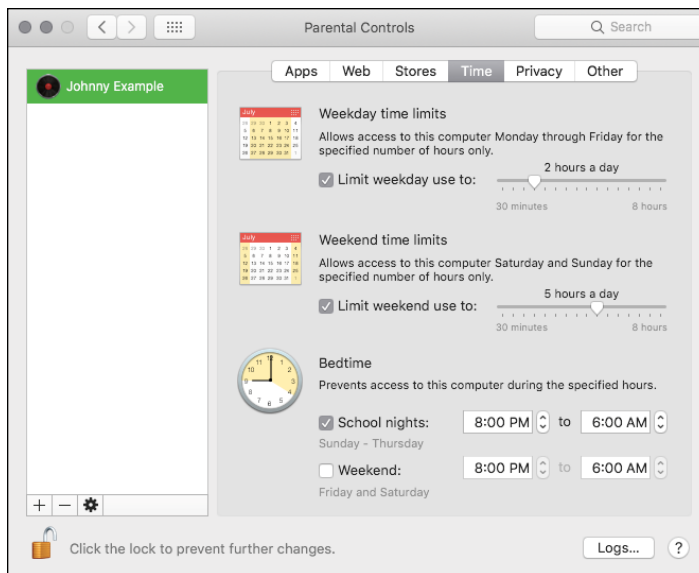 Parental Controls
Search
Johnny Example
Apps Web Stores Time Privacy Other
July
Weekday time limits
Allows access to this computer Monday through Friday for the
specified number of hours only.
2 hours a day
Limit weekday use to:
30 minutes 8 hours
July
Weekend time limits
Allows access to this computer Saturday and Sunday for the
specified number of hours only.
5 hours a day
Limit weekend use to:
30 minutes 8 hours
Bedtime
Prevents access to this computer during the specified hours.
School nights: 8:00 PM to 6:00 AM
Sunday - Thursday
Weekend: 8:00 PM to 6:00 AM
Friday and Saturday
+ −
Click the lock to prevent further changes.
Logs... ?